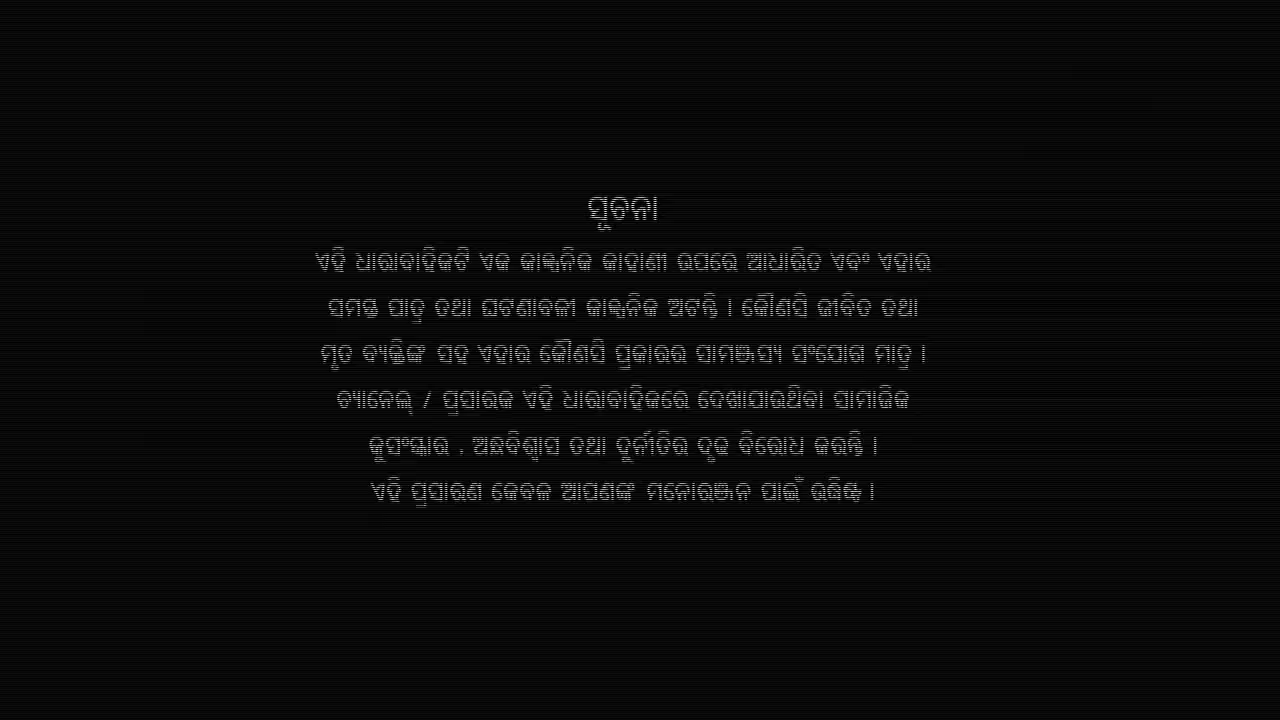 ସୂଚନା
ଏହି ଧାରାବାହିକଟି ଏକ କାଳ୍ପନିକ କାହାଣୀ ଉପରେ ଆଧାରିତ ଏବଂ ଏହାର
ସମସ୍ତ ପାତ୍ର ତଥା ଘଟଣାବଳୀ କାଳ୍ପନିକ ଅଟନ୍ତି । କୌଣସି ଜୀବିତ ତଥା
ମୃତ ବ୍ୟକ୍ତିଙ୍କ ସହ ଏହାର କୌଣସି ପ୍ରକାରର ସାମଞ୍ଜସ୍ୟ ସଂଯୋଗ ମାତ୍ର ।
ଚ୍ୟାନେଲ୍ / ପ୍ରସାରକ ଏହି ଧାରାବାହିକରେ ଦେଖାଯାଉଥିବା ସାମାଜିକ
କୁସଂସ୍କାର , ଅନ୍ଧବିଶ୍ୱାସ ତଥା ଦୁର୍ନୀତିର ଦୃଢ଼ ବିରୋଧ କରନ୍ତି ।
ଏହି ପ୍ରସାରଣ କେବଳ ଆପଣଙ୍କ ମନୋରଞ୍ଜନ ପାଇଁ ଉଦ୍ଦିଷ୍ଟ ।